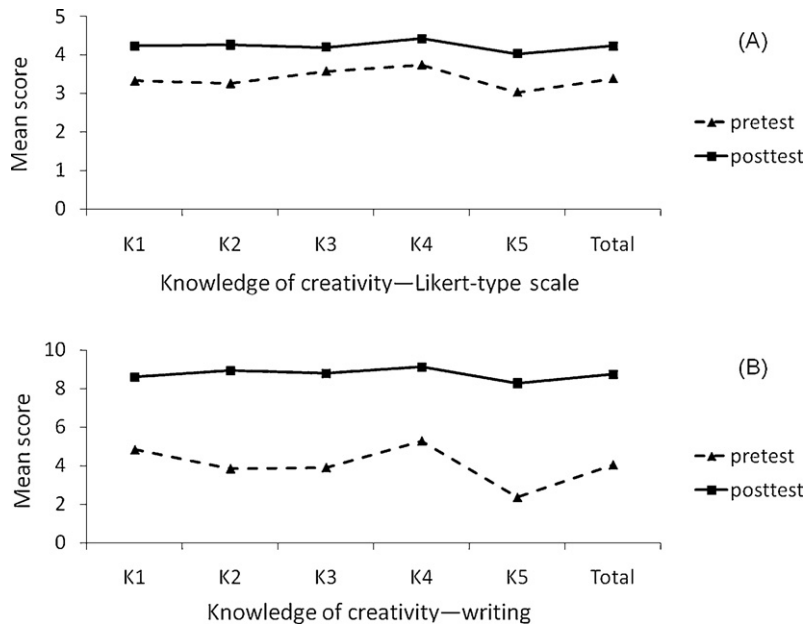 5
4
3
2
1
0
Mean score
K1 K2 K3 K4 K5 Total
Knowledge of creativity—Likert-type scale
(A)
pretest
posttest
10
8
6
4
2
0
Mean score
K1 K2 K3 K4 K5 Total
Knowledge of creativity—writing
(B)
pretest
posttest